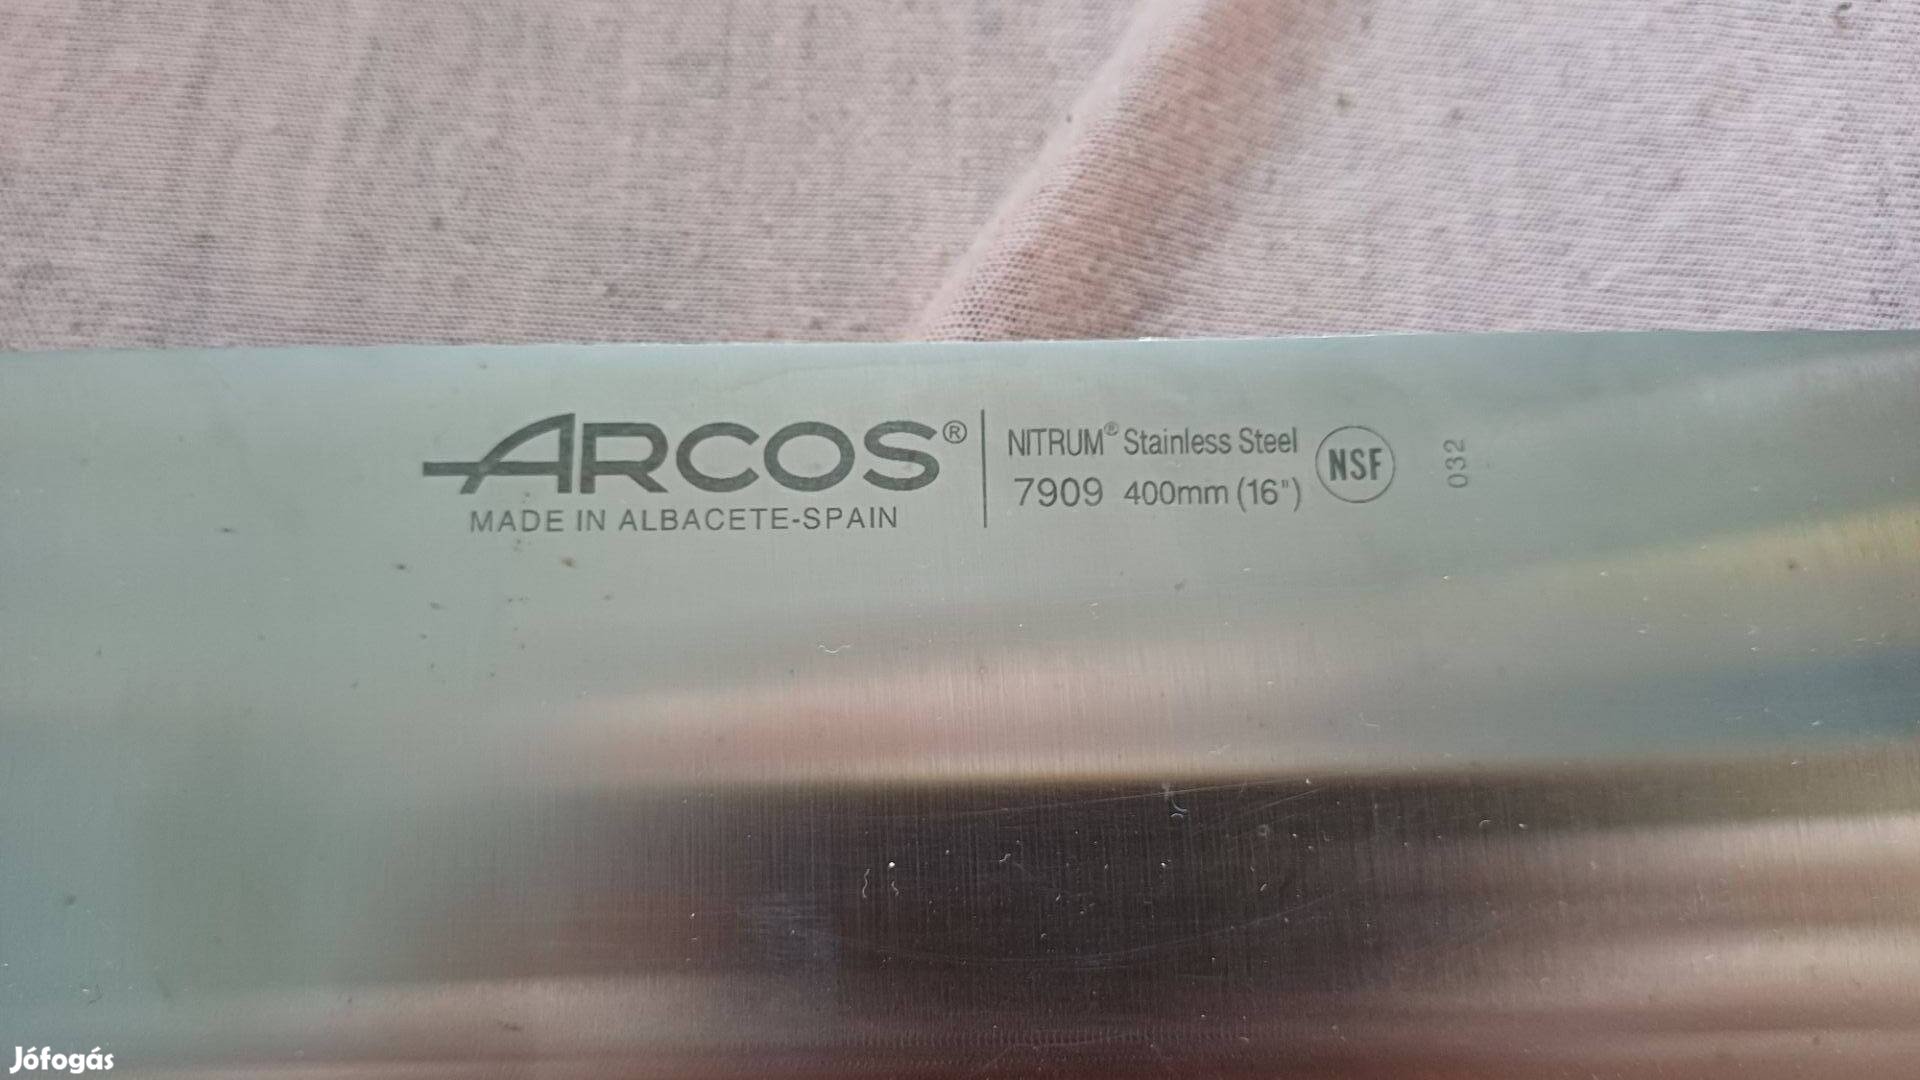 ARCOS®
MADE IN ALBACETE-SPAIN
NITRUM® Stainless Steel
7909 400mm (16")
NSF
032
Jófogás